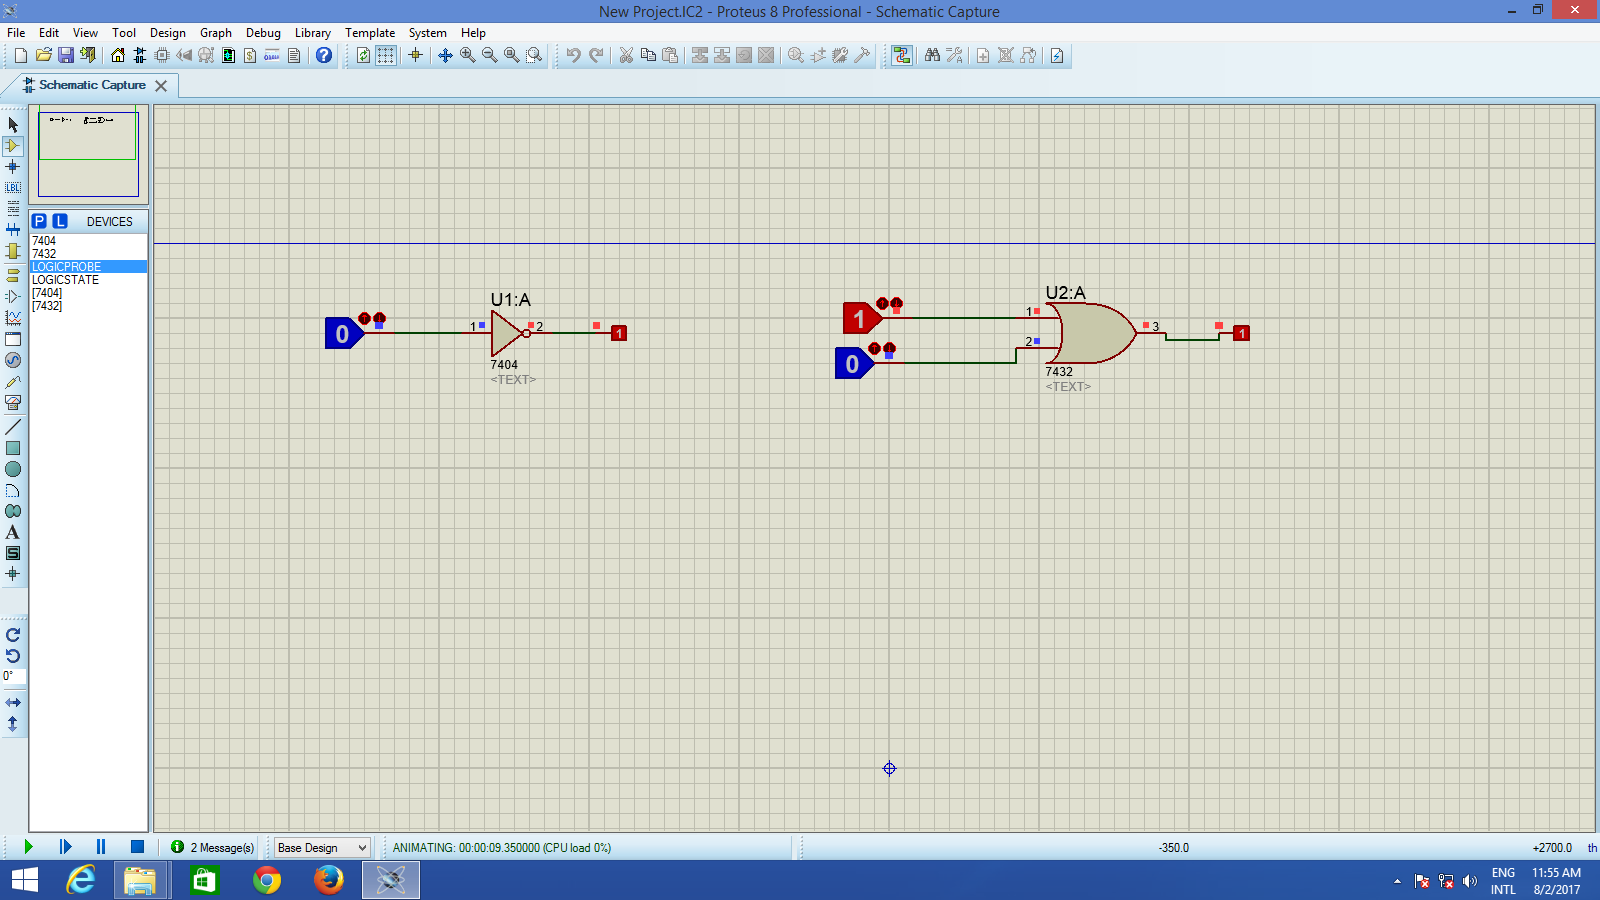 New Project.IC2 - Proteus 8 Professional - Schematic Capture
File Edit View Tool Design Graph Debug Library Template System Help
Schematic Capture
P L DEVICES
7404
7432
LOGICPROBE
LOGICSTATE
[7404]
[7432]
LBL
A
S
0°
U1:A
0
1
2
1
7404
<TEXT>
U2:A
1
1
0
2
3
1
7432
<TEXT>
2 Message(s)
Base Design
ANIMATING: 00:00:09.350000 (CPU load 0%)
-350.0
+2700.0
th
ENG
INTL
11:55 AM
8/2/2017